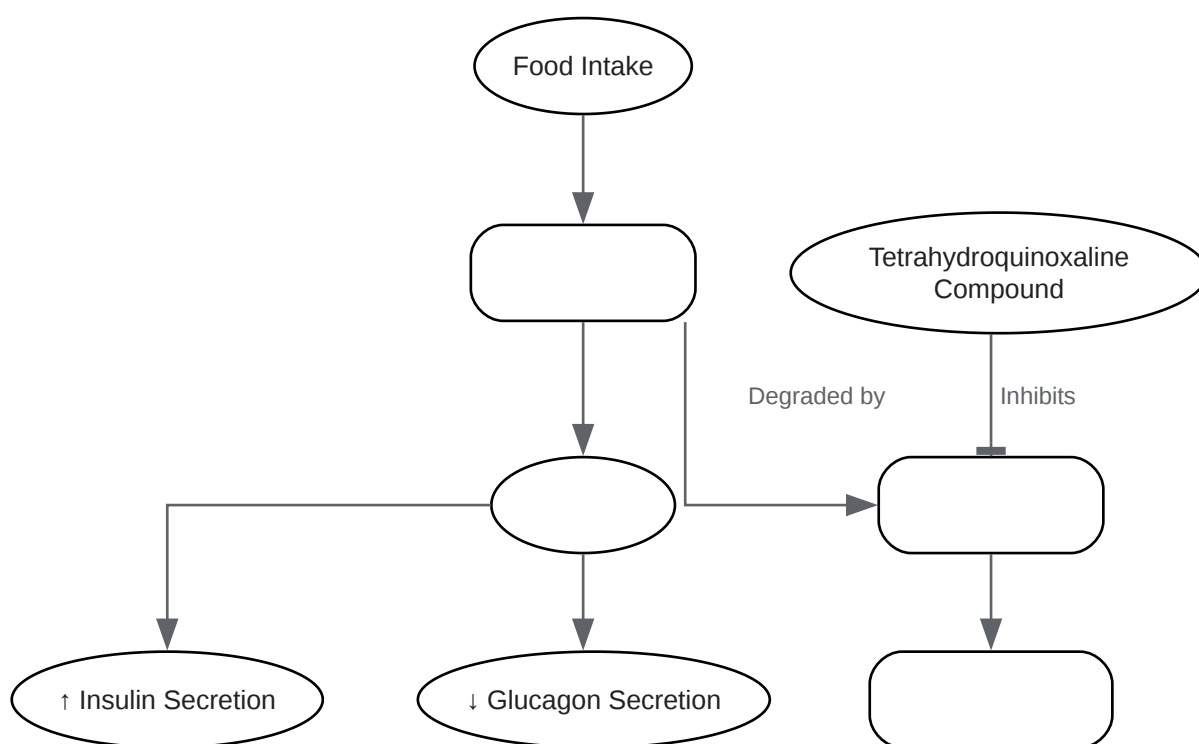 Food Intake
Tetrahydroquinoxaline
Compound
Degraded by
Inhibits
↑ Insulin Secretion
↓ Glucagon Secretion